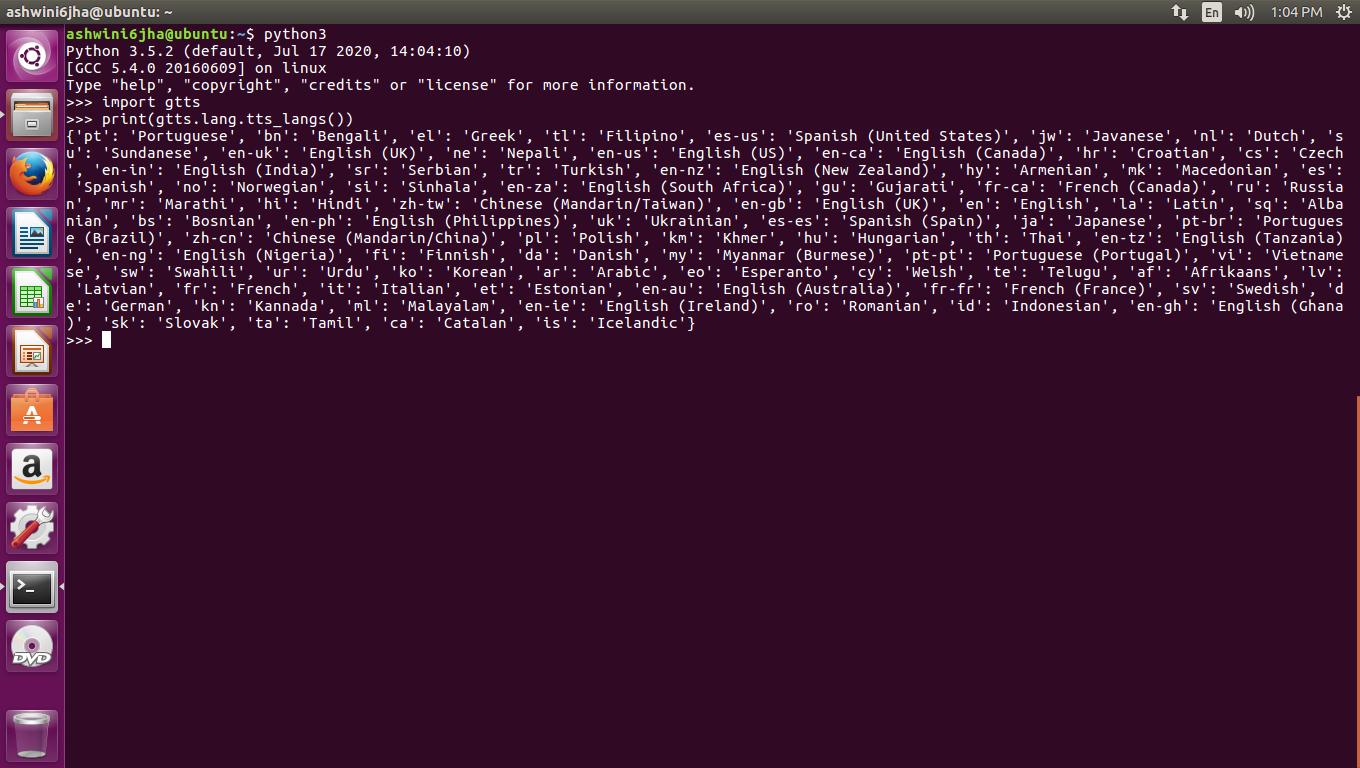 ashwini6jha@ubuntu: ~
En
1:04 PM
ashwini6jha@ubuntu:~$ python3
Python 3.5.2 (default, Jul 17 2020, 14:04:10)
[GCC 5.4.0 20160609] on linux
Type "help", "copyright", "credits" or "license" for more information.
>>> import gtts
>>> print(gtts.lang.tts_langs())
{'pt': 'Portuguese', 'bn': 'Bengali', 'el': 'Greek', 'tl': 'Filipino', 'es-us': 'Spanish (United States)', 'jw': 'Javanese', 'nl': 'Dutch', 's
u': 'Sundanese', 'en-uk': 'English (UK)', 'ne': 'Nepali', 'en-us': 'English (US)', 'en-ca': 'English (Canada)', 'hr': 'Croatian', 'cs': 'Czech
', 'en-in': 'English (India)', 'sr': 'Serbian', 'tr': 'Turkish', 'en-nz': 'English (New Zealand)', 'hy': 'Armenian', 'mk': 'Macedonian', 'es':
 'Spanish', 'no': 'Norwegian', 'si': 'Sinhala', 'en-za': 'English (South Africa)', 'gu': 'Gujarati', 'fr-ca': 'French (Canada)', 'ru': 'Russia
n', 'mr': 'Marathi', 'hi': 'Hindi', 'zh-tw': 'Chinese (Mandarin/Taiwan)', 'en-gb': 'English (UK)', 'en': 'English', 'la': 'Latin', 'sq': 'Alba
nian', 'bs': 'Bosnian', 'en-ph': 'English (Philippines)', 'uk': 'Ukrainian', 'es-es': 'Spanish (Spain)', 'ja': 'Japanese', 'pt-br': 'Portugues
e (Brazil)', 'zh-cn': 'Chinese (Mandarin/China)', 'pl': 'Polish', 'km': 'Khmer', 'hu': 'Hungarian', 'th': 'Thai', 'en-tz': 'English (Tanzania)
', 'en-ng': 'English (Nigeria)', 'fi': 'Finnish', 'da': 'Danish', 'my': 'Myanmar (Burmese)', 'pt-pt': 'Portuguese (Portugal)', 'vi': 'Vietname
se', 'sw': 'Swahili', 'ur': 'Urdu', 'ko': 'Korean', 'ar': 'Arabic', 'eo': 'Esperanto', 'cy': 'Welsh', 'te': 'Telugu', 'af': 'Afrikaans', 'lv':
 'Latvian', 'fr': 'French', 'it': 'Italian', 'et': 'Estonian', 'en-au': 'English (Australia)', 'fr-fr': 'French (France)', 'sv': 'Swedish', 'd
e': 'German', 'kn': 'Kannada', 'ml': 'Malayalam', 'en-ie': 'English (Ireland)', 'ro': 'Romanian', 'id': 'Indonesian', 'en-gh': 'English (Ghana
)', 'sk': 'Slovak', 'ta': 'Tamil', 'ca': 'Catalan', 'is': 'Icelandic'}
>>>
A
a
>_
DVD